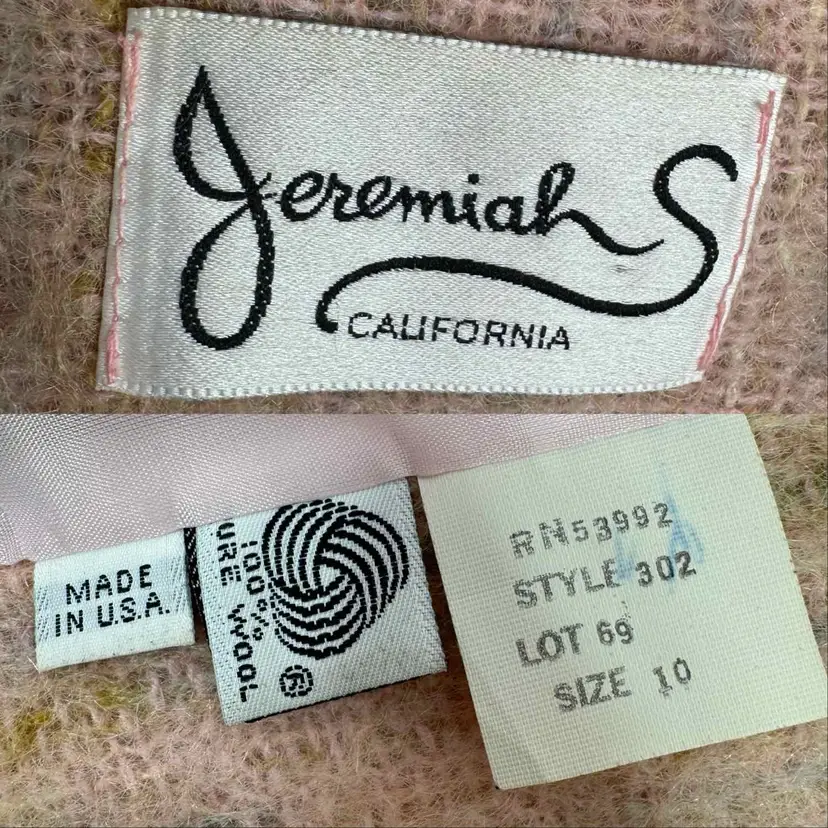 Jeremiah S
CALIFORNIA
MADE
IN U.S.A.
100%
PURE WOOL
®
RN53992
STYLE 302
LOT 69
SIZE 10